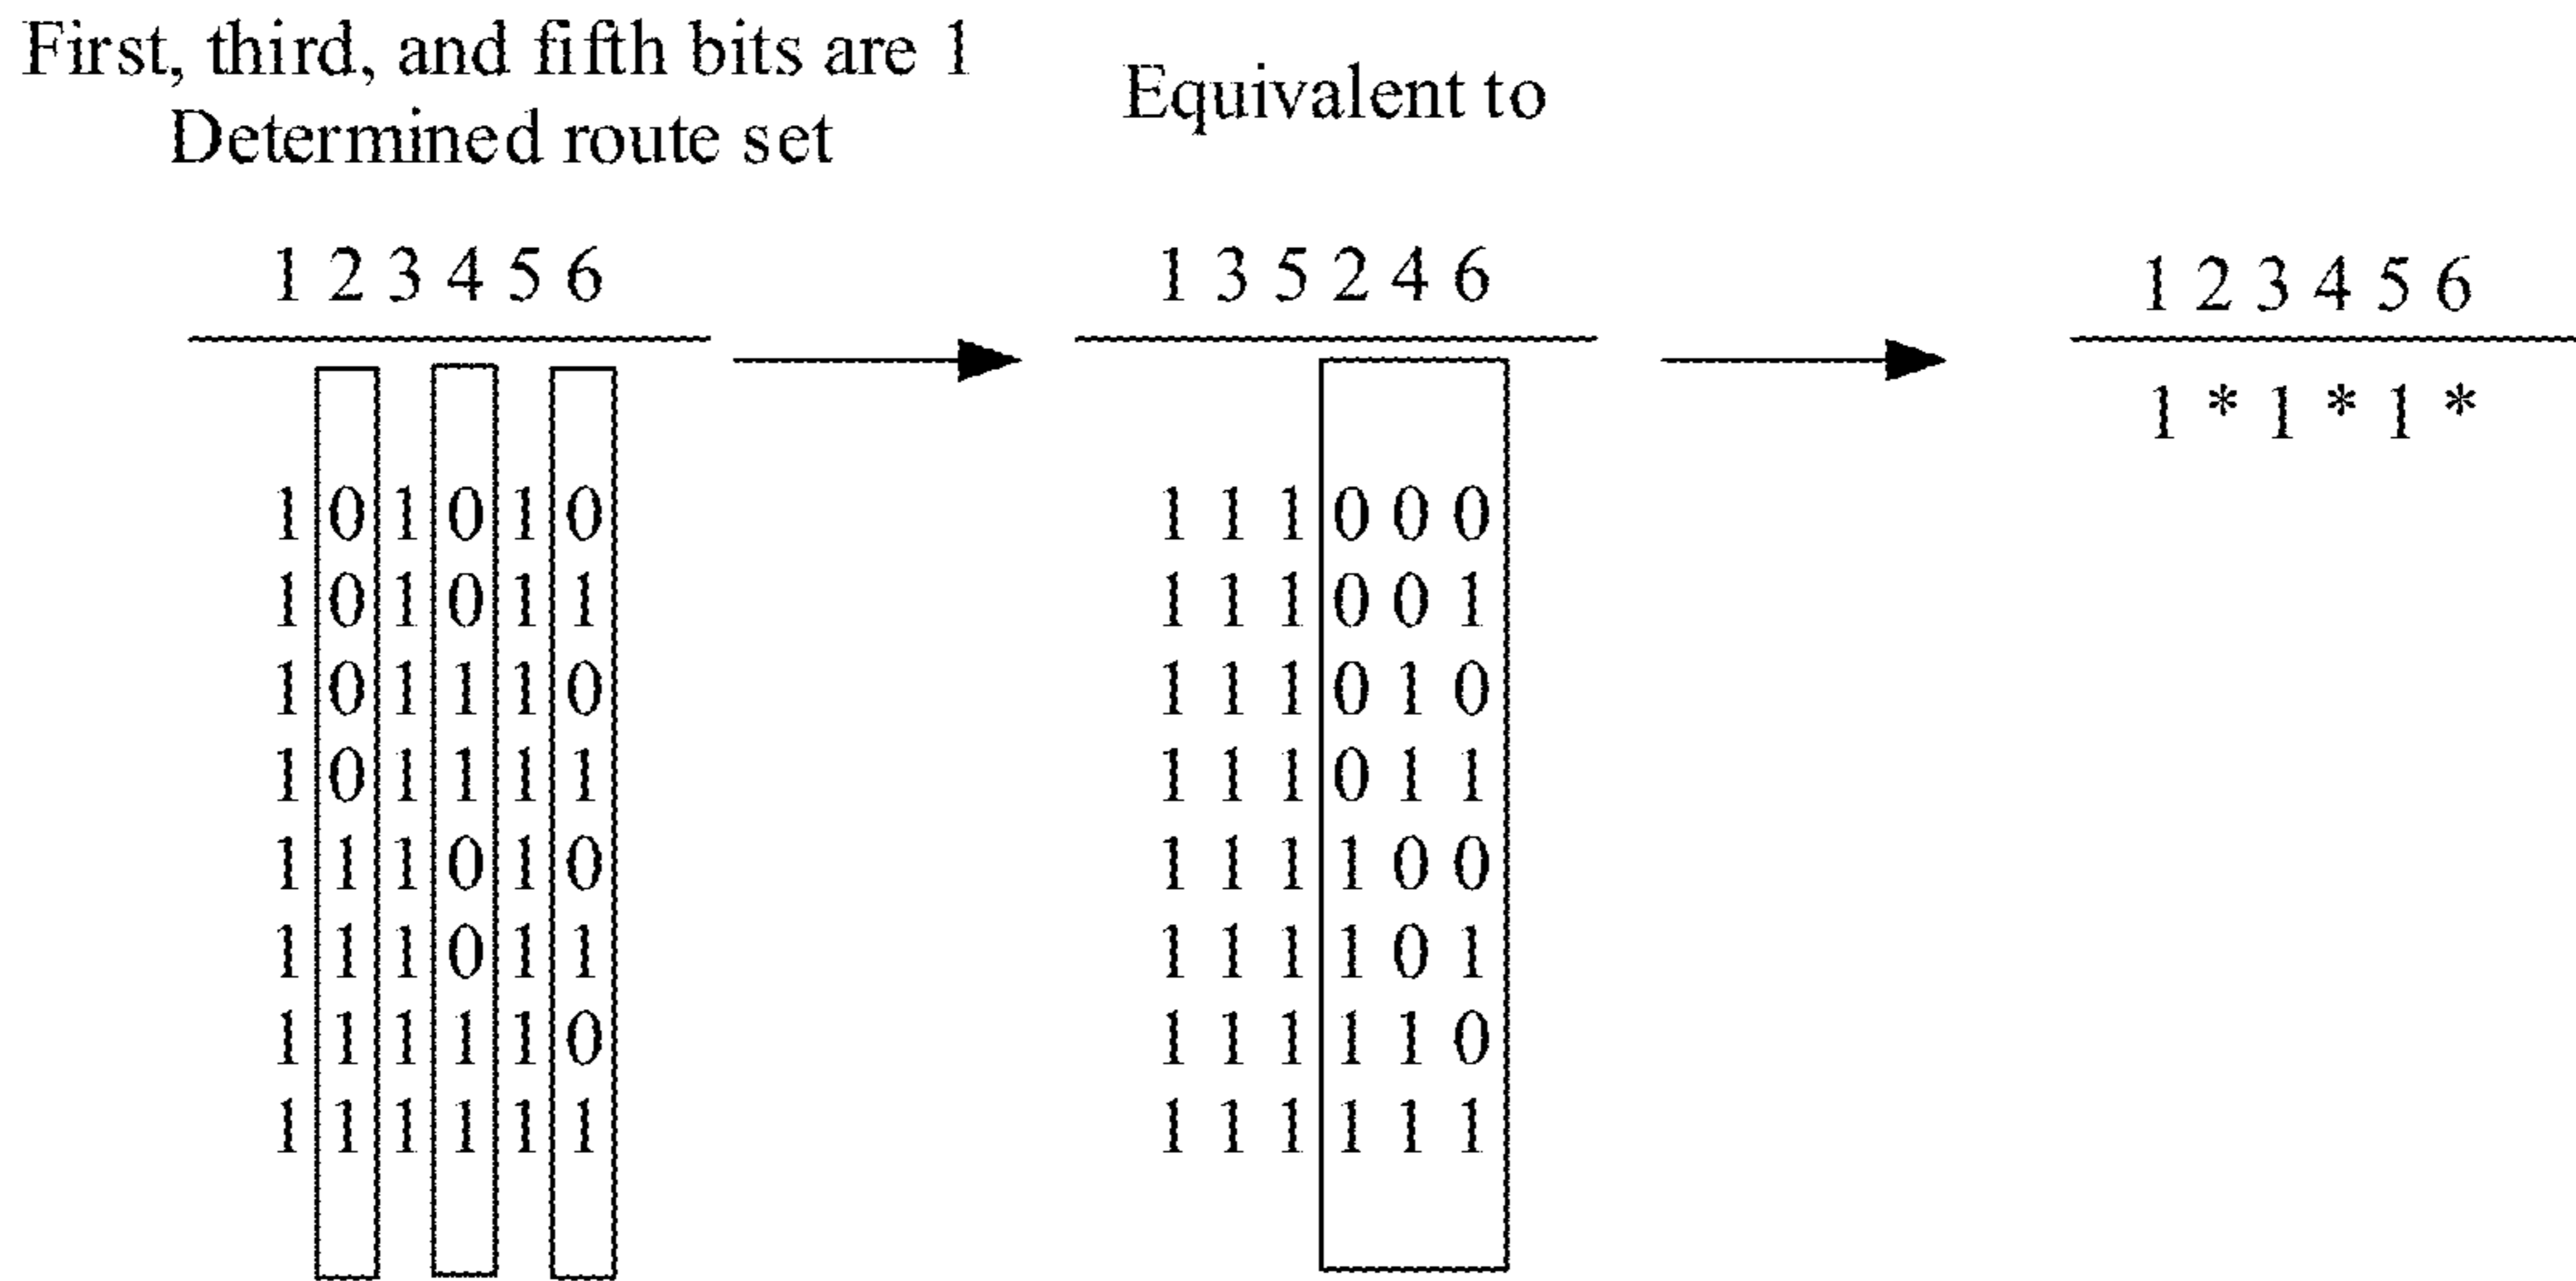 First, third, and fifth bits are 1
Determined route set
1 2 3 4 5 6
1 0 1 0 1 0
1 0 1 0 1 1
1 0 1 1 1 0
1 0 1 1 1 1
1 1 1 0 1 0
1 1 1 0 1 1
1 1 1 1 1 0
1 1 1 1 1 1
Equivalent to
1 3 5 2 4 6
1 1 1 0 0 0
1 1 1 0 0 1
1 1 1 0 1 0
1 1 1 0 1 1
1 1 1 1 0 0
1 1 1 1 0 1
1 1 1 1 1 0
1 1 1 1 1 1
1 2 3 4 5 6
1 * 1 * 1 *